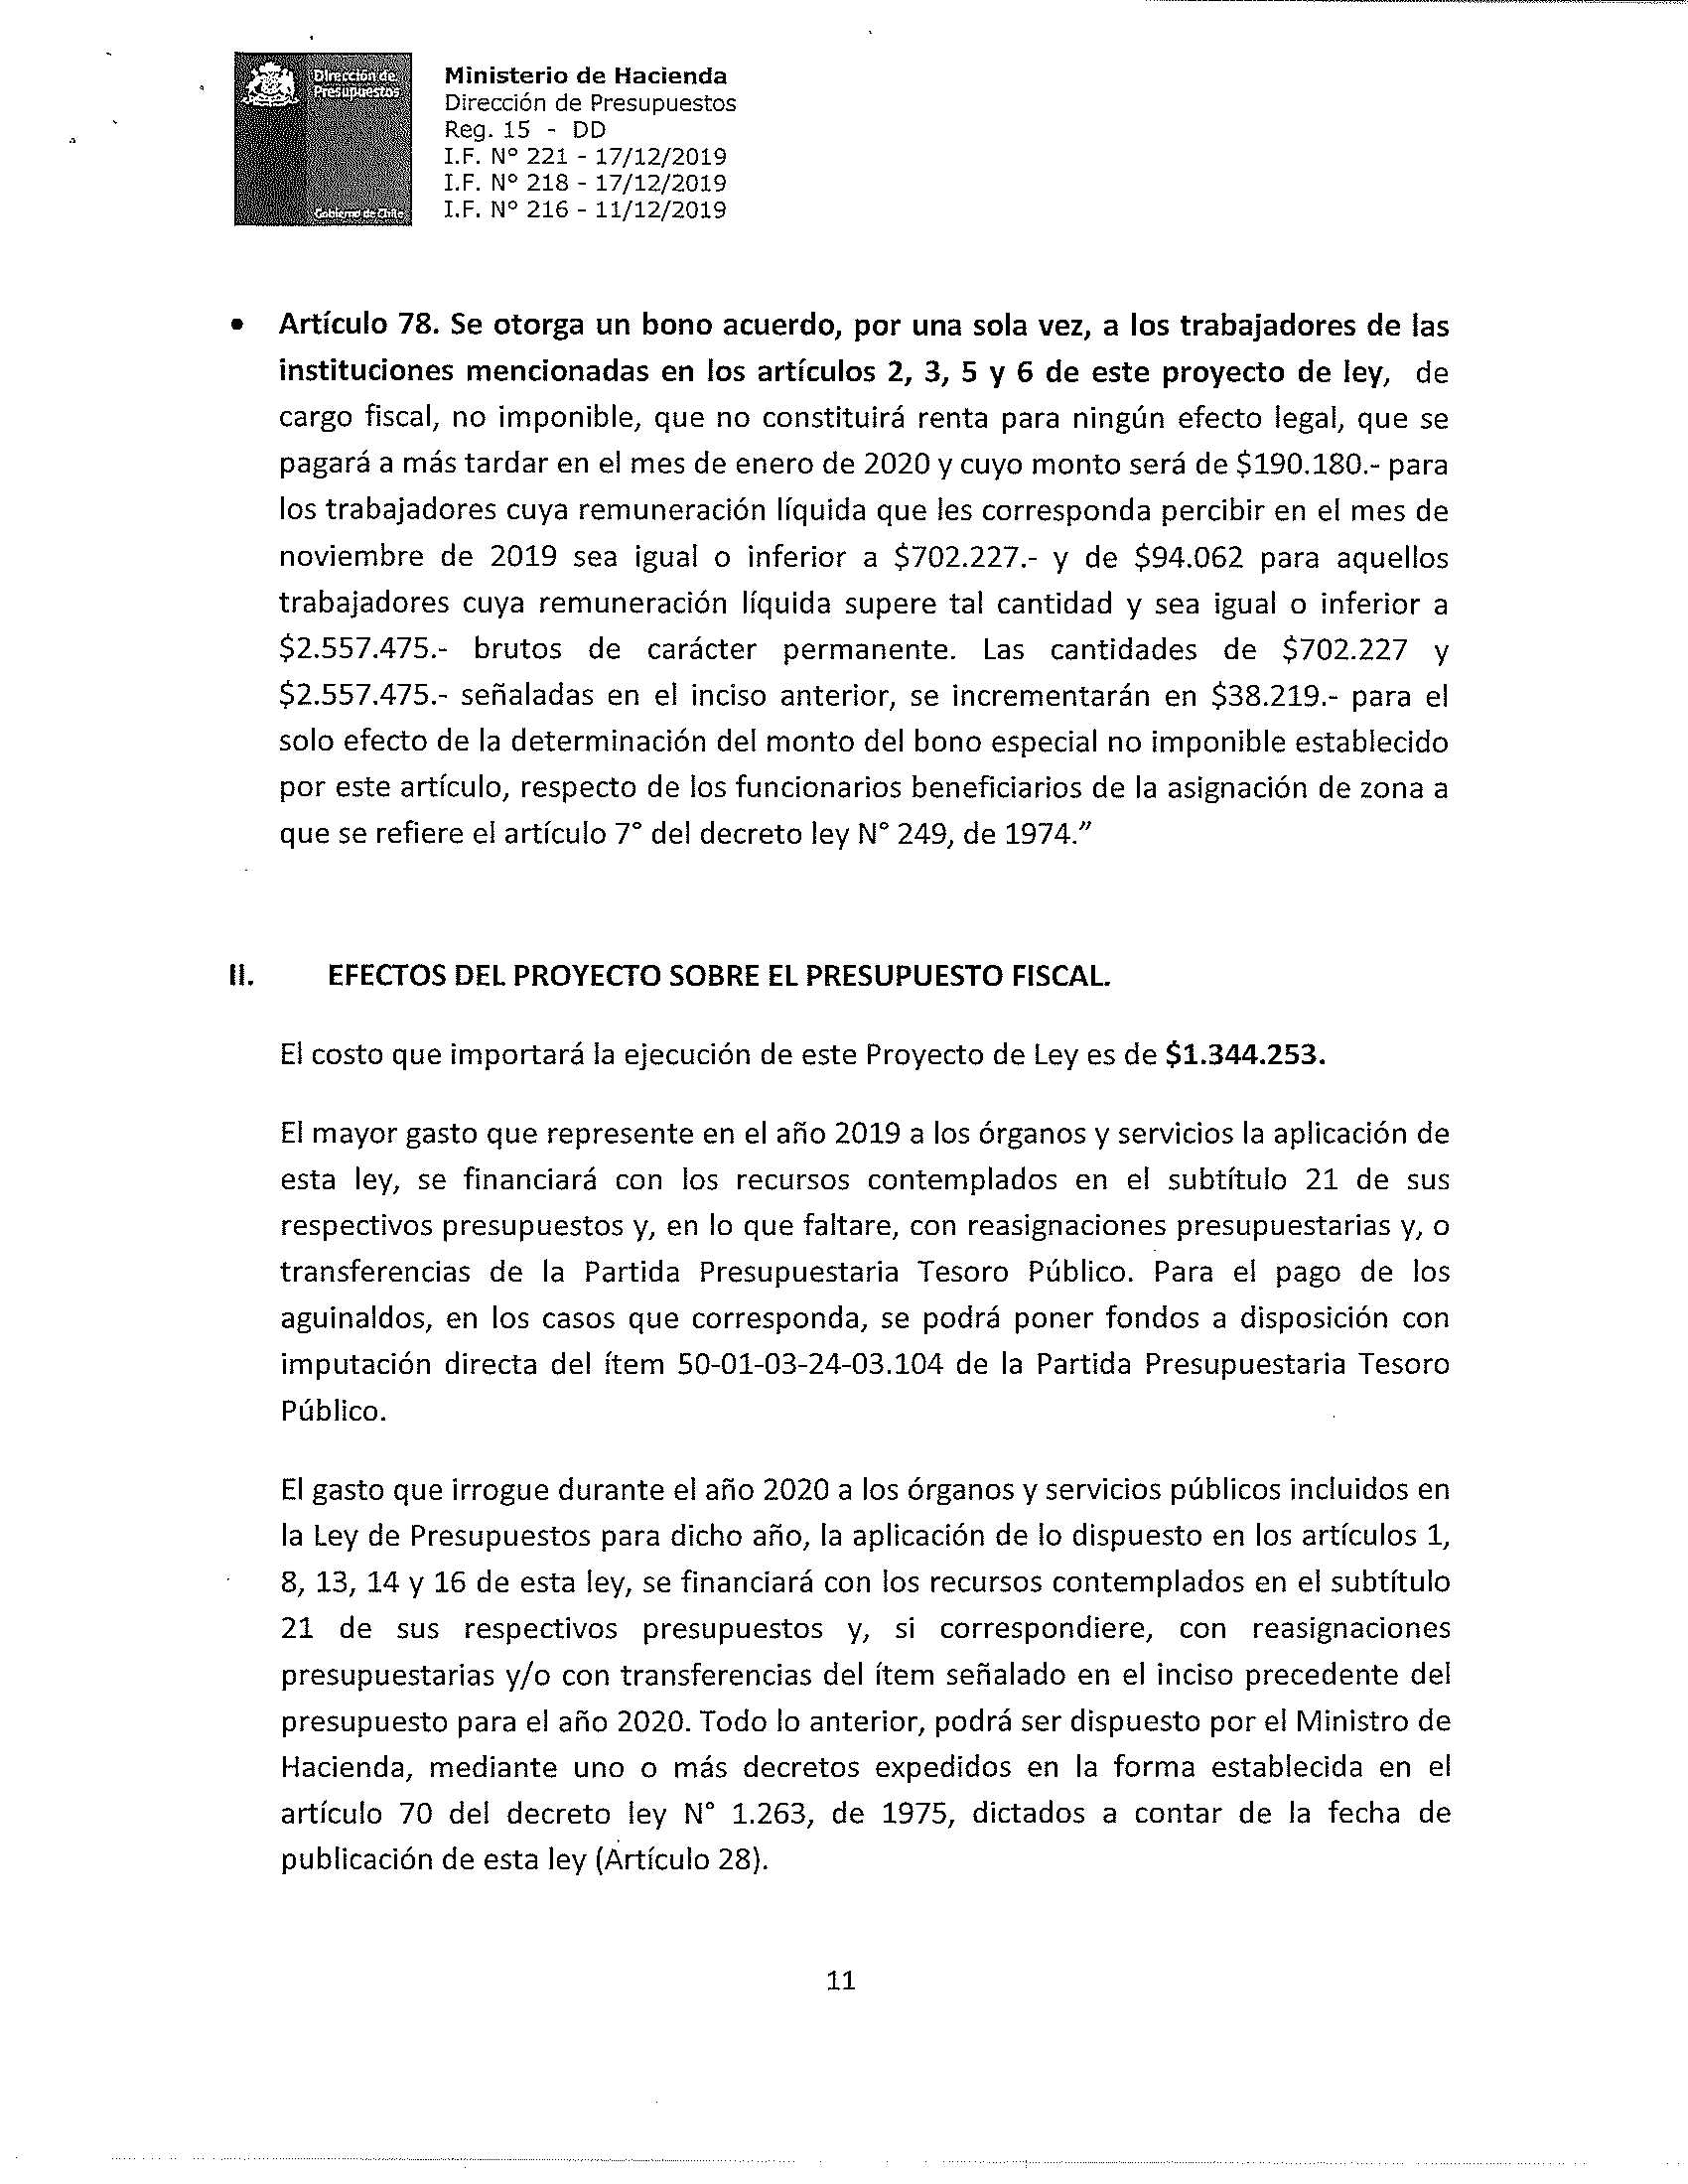 Dirección de
Presupuestos
Gobierno de Chile
Ministerio de Hacienda
Dirección de Presupuestos
Reg. 15 - DD
I.F. N° 221 - 17/12/2019
I.F. N° 218 - 17/12/2019
I.F. N° 216 - 11/12/2019
• Artículo 78. Se otorga un bono acuerdo, por una sola vez, a los trabajadores de las
instituciones mencionadas en los artículos 2, 3, 5 y 6 de este proyecto de ley, de
cargo fiscal, no imponible, que no constituirá renta para ningún efecto legal, que se
pagará a más tardar en el mes de enero de 2020 y cuyo monto será de $190.180.- para
los trabajadores cuya remuneración líquida que les corresponda percibir en el mes de
noviembre de 2019 sea igual o inferior a $702.227.- y de $94.062 para aquellos
trabajadores cuya remuneración líquida supere tal cantidad y sea igual o inferior a
$2.557.475.- brutos de carácter permanente. Las cantidades de $702.227 y
$2.557.475.- señaladas en el inciso anterior, se incrementarán en $38.219.- para el
solo efecto de la determinación del monto del bono especial no imponible establecido
por este artículo, respecto de los funcionarios beneficiarios de la asignación de zona a
que se refiere el artículo 7° del decreto ley N° 249, de 1974.”
II. EFECTOS DEL PROYECTO SOBRE EL PRESUPUESTO FISCAL.
El costo que importará la ejecución de este Proyecto de Ley es de $1.344.253.
El mayor gasto que represente en el año 2019 a los órganos y servicios la aplicación de
esta ley, se financiará con los recursos contemplados en el subtítulo 21 de sus
respectivos presupuestos y, en lo que faltare, con reasignaciones presupuestarias y, o
transferencias de la Partida Presupuestaria Tesoro Público. Para el pago de los
aguinaldos, en los casos que corresponda, se podrá poner fondos a disposición con
imputación directa del ítem 50-01-03-24-03.104 de la Partida Presupuestaria Tesoro
Público.
El gasto que irrogue durante el año 2020 a los órganos y servicios públicos incluidos en
la Ley de Presupuestos para dicho año, la aplicación de lo dispuesto en los artículos 1,
8, 13, 14 y 16 de esta ley, se financiará con los recursos contemplados en el subtítulo
21 de sus respectivos presupuestos y, si correspondiere, con reasignaciones
presupuestarias y/o con transferencias del ítem señalado en el inciso precedente del
presupuesto para el año 2020. Todo lo anterior, podrá ser dispuesto por el Ministro de
Hacienda, mediante uno o más decretos expedidos en la forma establecida en el
artículo 70 del decreto ley N° 1.263, de 1975, dictados a contar de la fecha de
publicación de esta ley (Artículo 28).
11